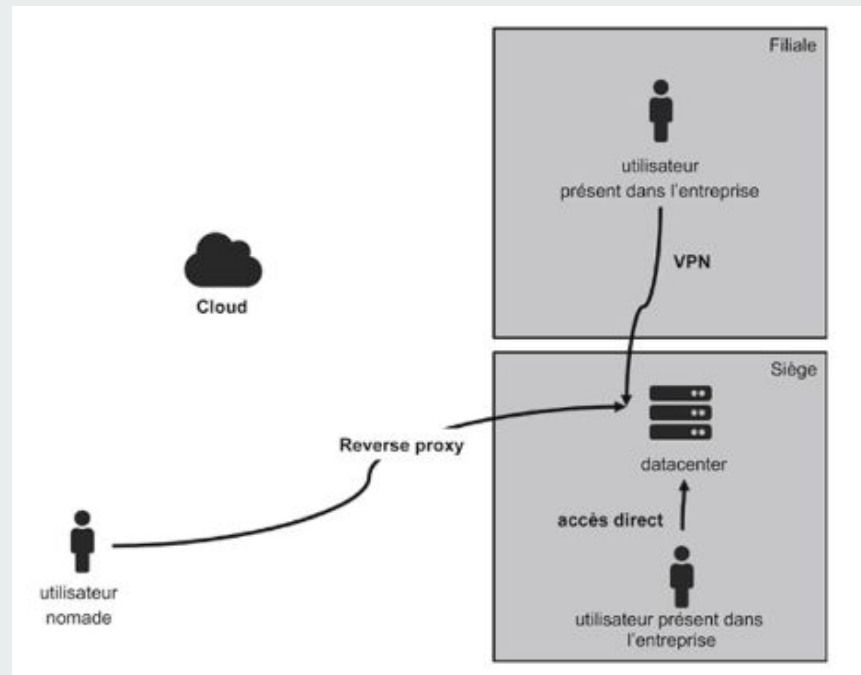 Filiale
utilisateur
présent dans l'entreprise
VPN
Cloud
Siège
datacenter
Reverse proxy
accès direct
utilisateur
nomade
utilisateur présent dans
l'entreprise